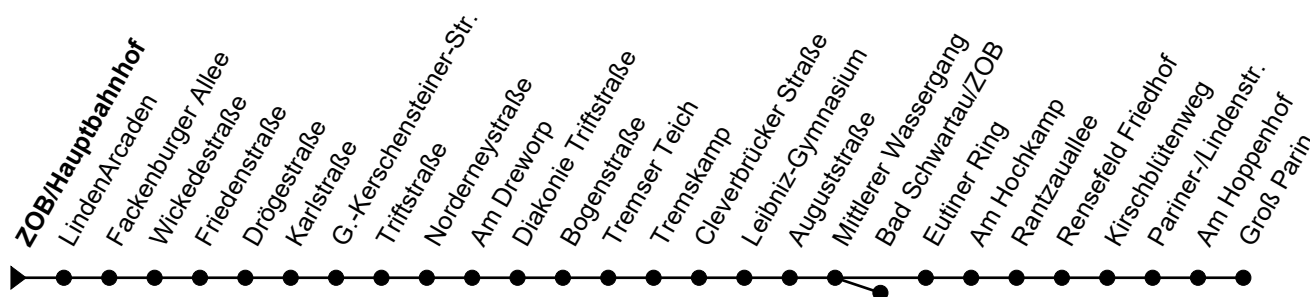 ZOB/Hauptbahnhof
LindenArcaden
Fackenburger Allee
Wickedestraße
Friedenstraße
Drögestraße
Karlstraße
G.-Kerschensteiner-Str.
Triftstraße
Norderneystraße
Am Dreworp
Diakonie Triftstraße
Bogenstraße
Tremser Teich
Tremskamp
Cleverbrücker Straße
Leibniz-Gymnasium
Auguststraße
Mittlerer Wassergang
Bad Schwartau/ZOB
Eutiner Ring
Am Hochkamp
Rantzauallee
Rensefeld Friedhof
Kirschblütenweg
Pariner-/Lindenstr.
Am Hoppenhof
Groß Parin